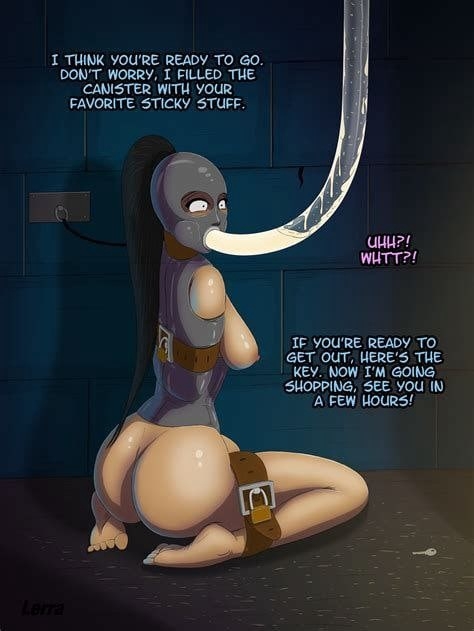 I THINK YOU'RE READY TO GO.
DON'T WORRY, I FILLED THE
CANISTER WITH YOUR
FAVORITE STICKY STUFF.
UHH?!
WHTT?!
IF YOU'RE READY TO
GET OUT, HERE'S THE
KEY. NOW I'M GOING
SHOPPING, SEE YOU IN
A FEW HOURS!
Lerra